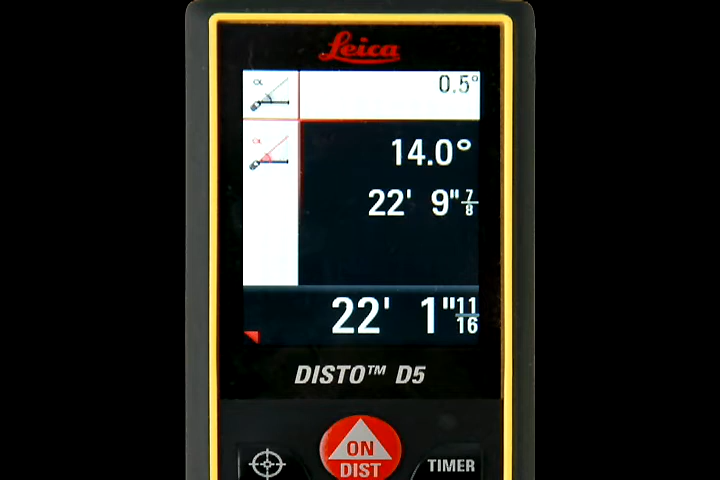 Leica
α 0.5°
α 14.0°
22' 9"7/8
22' 1"11/16
DISTO™ D5
ON
DIST
TIMER